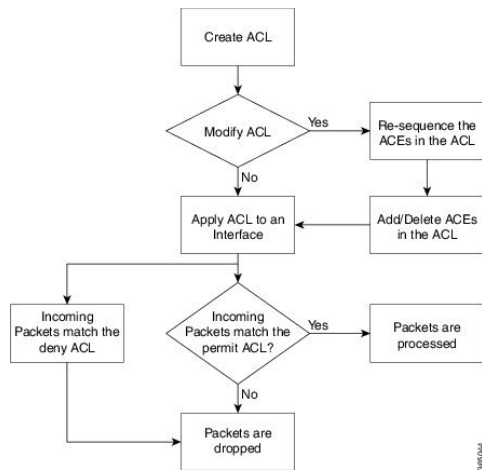 Create ACL
Modify ACL
Yes
Re-sequence the
ACEs in the ACL
No
Apply ACL to an
Interface
Add/Delete ACEs
in the ACL
Incoming
Packets match the
deny ACL
Incoming
Packets match the
permit ACL?
Yes
Packets are
processed
No
Packets are
dropped